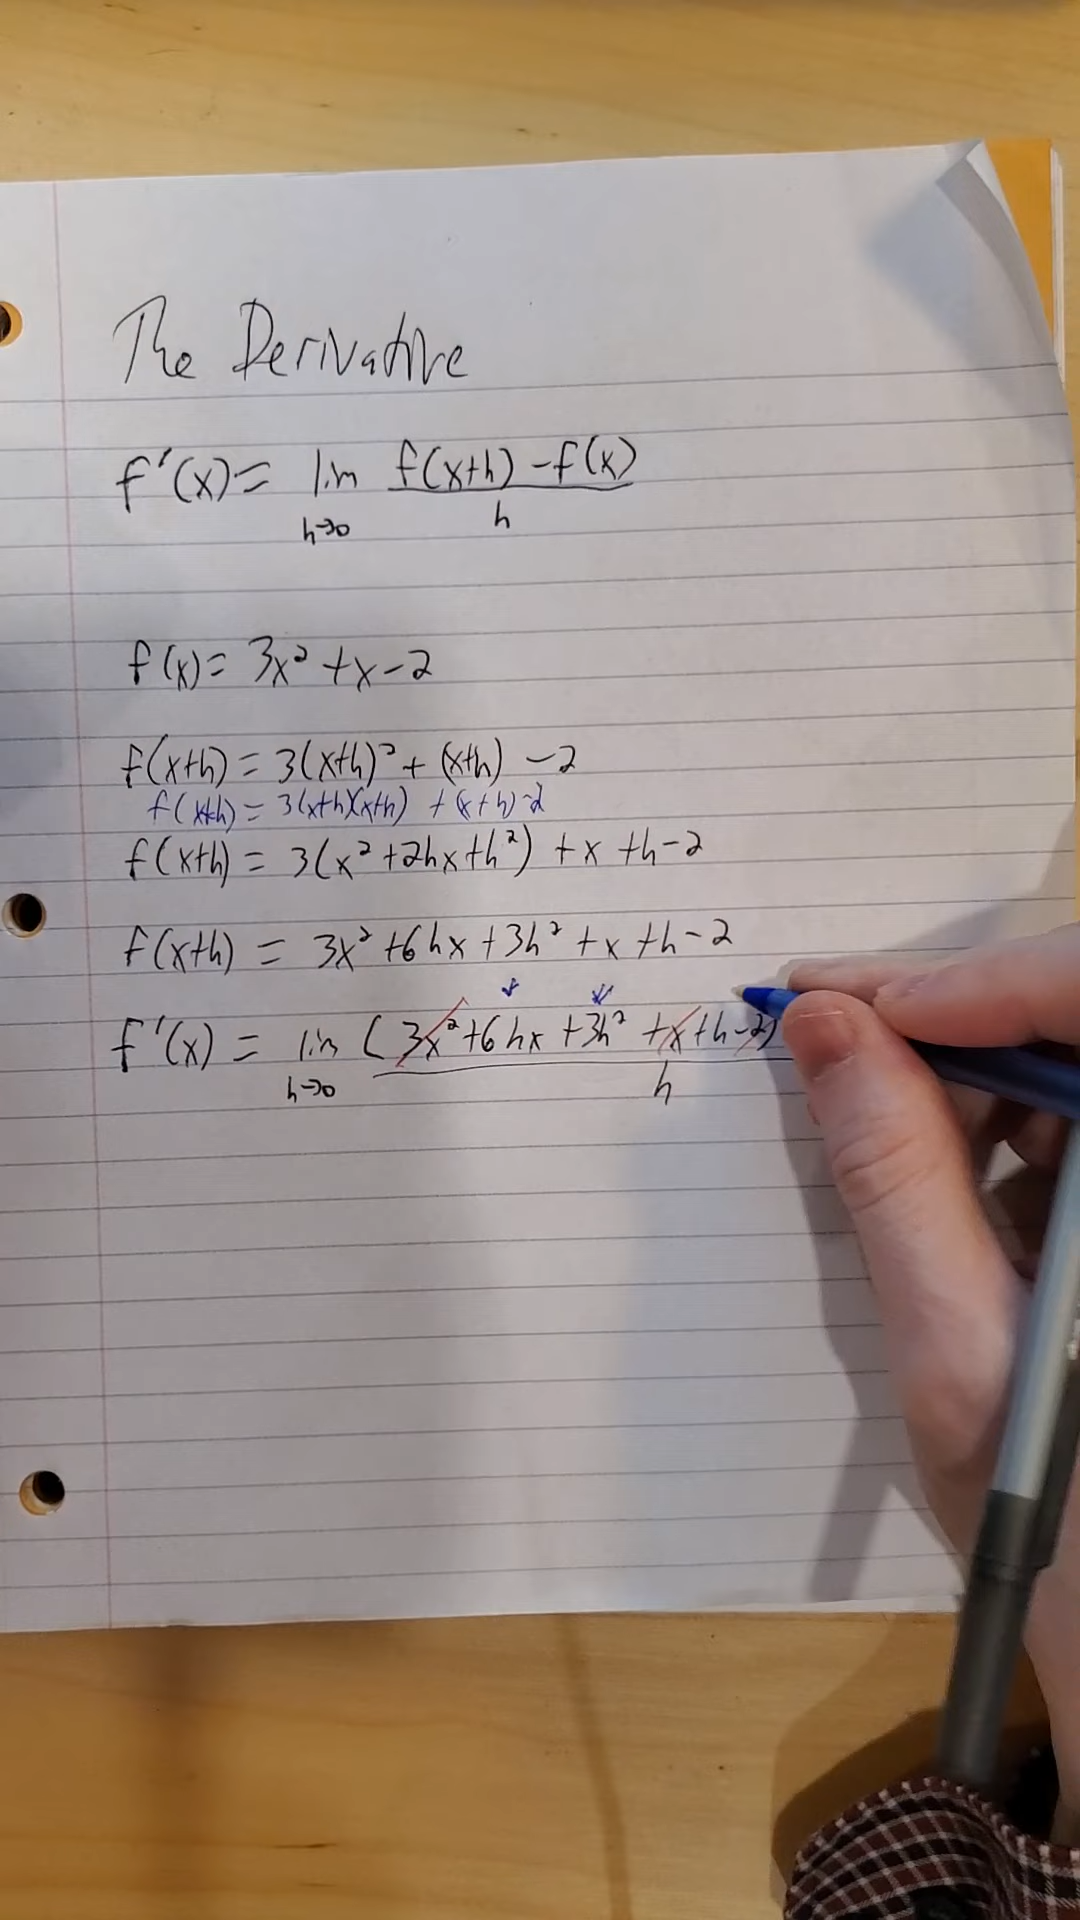 The Derivative
f'(x) = lim f(x+h) - f(x)
h→0 h
f(x) = 3x² + x - 2
f(x+h) = 3(x+h)² + (x+h) - 2
f(x+h) = 3(x+h)(x+h) + (x+h) - 2
f(x+h) = 3(x² + 2hx + h²) + x + h - 2
f(x+h) = 3x² + 6hx + 3h² + x + h - 2
f'(x) = lim (3x² + 6hx + 3h² + x + h - 2)
h→0 h